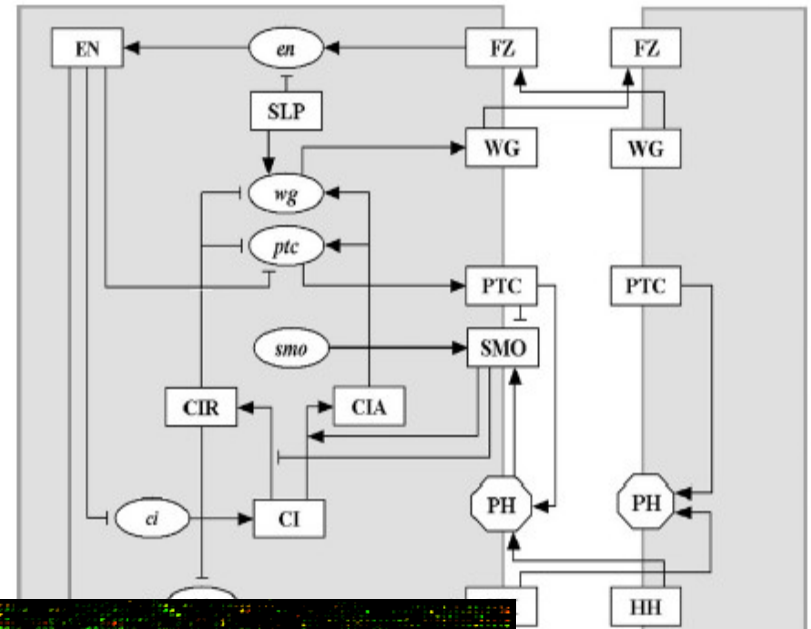 EN en FZ FZ
SLP
WG WG
wg
ptc
PTC PTC
smo SMO
CIR CIA
PH PH
ci CI
HH